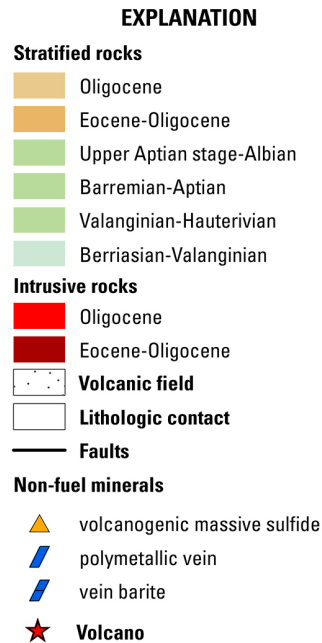 EXPLANATION
Stratified rocks
Oligocene
Eocene-Oligocene
Upper Aptian stage-Albian
Barremian-Aptian
Valanginian-Hauterivian
Berriasian-Valanginian
Intrusive rocks
Oligocene
Eocene-Oligocene
Volcanic field
Lithologic contact
Faults
Non-fuel minerals
volcanogenic massive sulfide
polymetallic vein
vein barite
Volcano